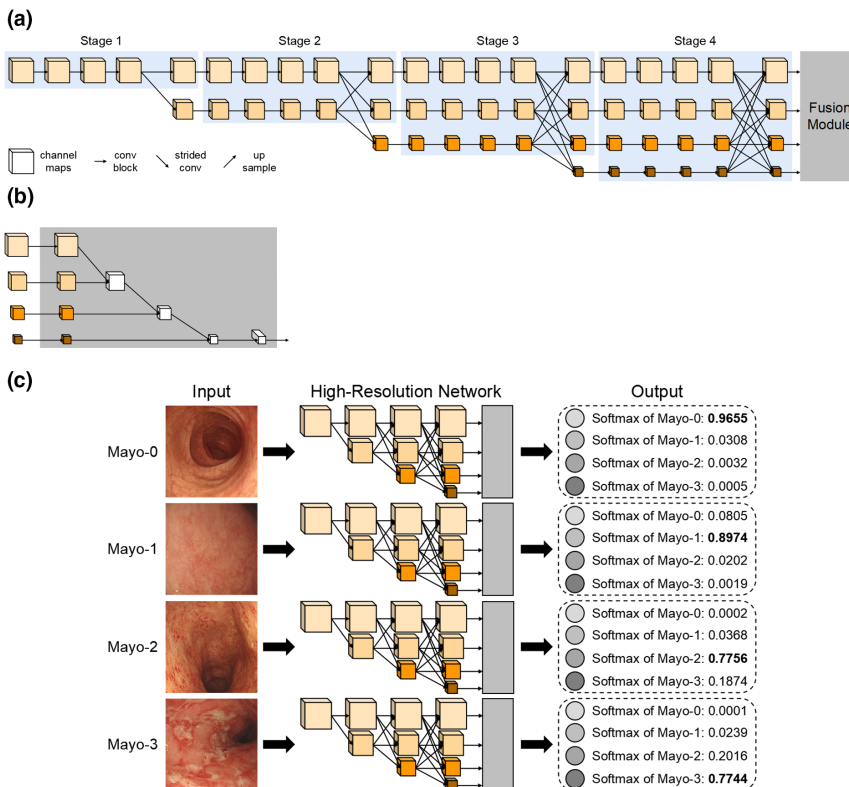 (a)
Stage 1
Stage 2
Stage 3
Stage 4
Fusion
Module
channel
maps
conv
block
strided
conv
up
sample
(b)
(c)
Input
High-Resolution Network
Output
Mayo-0
Softmax of Mayo-0: 0.9655
Softmax of Mayo-1: 0.0308
Softmax of Mayo-2: 0.0032
Softmax of Mayo-3: 0.0005
Mayo-1
Softmax of Mayo-0: 0.0805
Softmax of Mayo-1: 0.8974
Softmax of Mayo-2: 0.0202
Softmax of Mayo-3: 0.0019
Mayo-2
Softmax of Mayo-0: 0.0002
Softmax of Mayo-1: 0.0368
Softmax of Mayo-2: 0.7756
Softmax of Mayo-3: 0.1874
Mayo-3
Softmax of Mayo-0: 0.0001
Softmax of Mayo-1: 0.0239
Softmax of Mayo-2: 0.2016
Softmax of Mayo-3: 0.7744